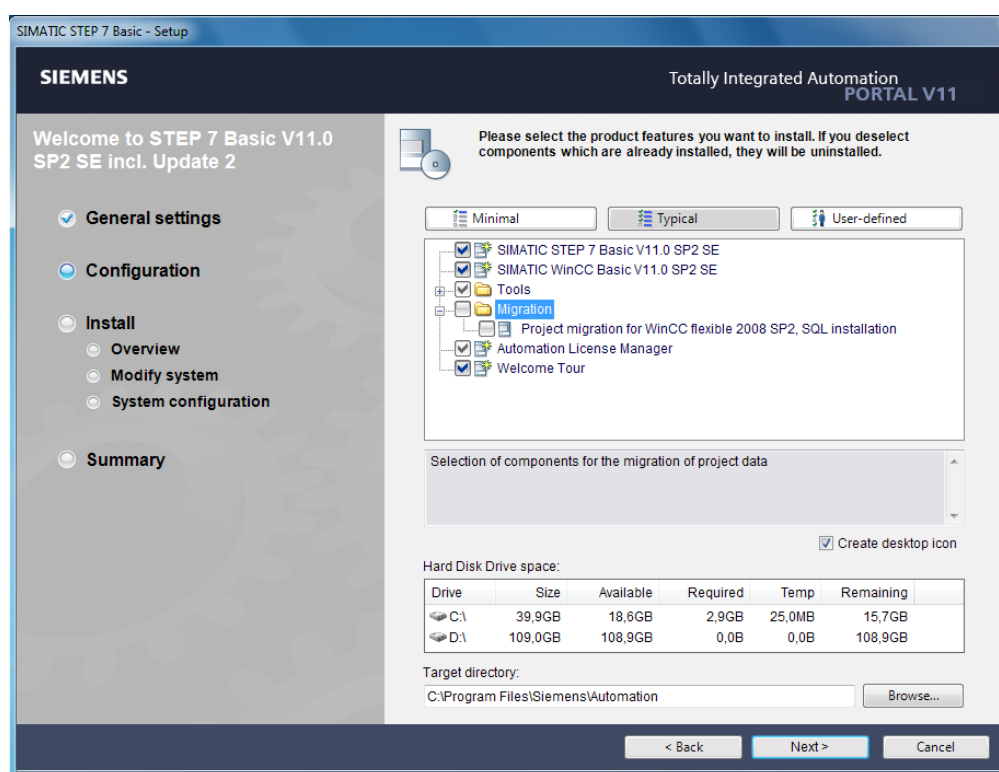 SIMATIC STEP 7 Basic - Setup
SIEMENS
Totally Integrated Automation
PORTAL V11
Welcome to STEP 7 Basic V11.0
SP2 SE incl. Update 2
General settings
Configuration
Install
Overview
Modify system
System configuration
Summary
Please select the product features you want to install. If you deselect
components which are already installed, they will be uninstalled.
Minimal
Typical
User-defined
SIMATIC STEP 7 Basic V11.0 SP2 SE
SIMATIC WinCC Basic V11.0 SP2 SE
Tools
Migration
Project migration for WinCC flexible 2008 SP2, SQL installation
Automation License Manager
Welcome Tour
Selection of components for the migration of project data
Create desktop icon
Hard Disk Drive space:
Drive Size Available Required Temp Remaining
C:\ 39,9GB 18,6GB 2,9GB 25,0MB 15,7GB
D:\ 109,0GB 108,9GB 0,0B 0,0B 108,9GB
Target directory:
C:\Program Files\Siemens\Automation
Browse...
< Back
Next >
Cancel